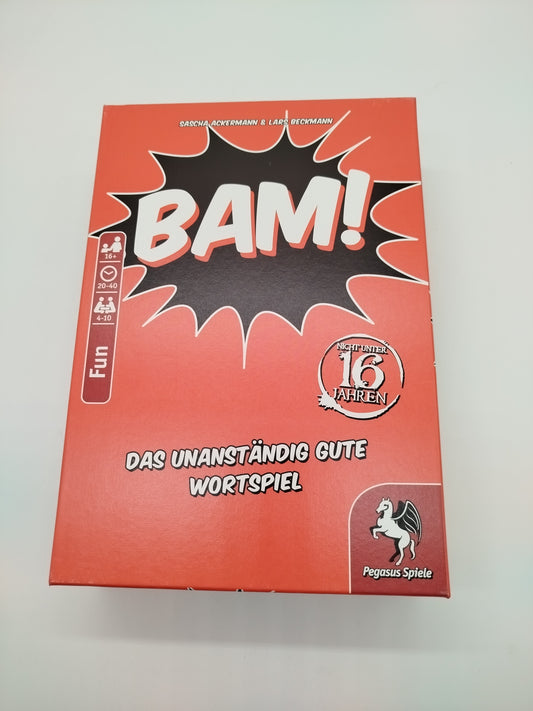 SASCHA ACKERMANN & LARS BECKMANN
BAM!
16+
20-40
4-10
Fun
NICHT UNTER
16
JAHREN
DAS UNANSTÄNDIG GUTE
WORTSPIEL
Pegasus Spiele